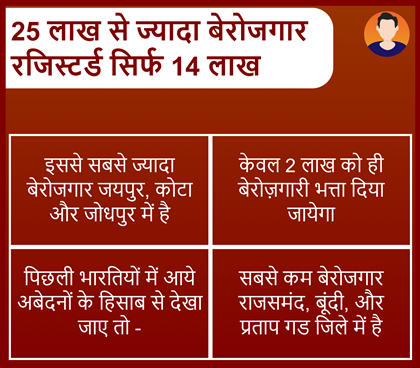 25 लाख से ज्यादा बेरोजगार
रजिस्टर्ड सिर्फ 14 लाख
इससे सबसे ज्यादा
बेरोजगार जयपुर, कोटा
और जोधपुर में है
केवल 2 लाख को ही
बेरोज़गारी भत्ता दिया
जायेगा
पिछली भारतियों में आये
अबेदनों के हिसाब से देखा
जाए तो -
सबसे कम बेरोजगार
राजसमंद, बूंदी, और
प्रताप गड जिले में है